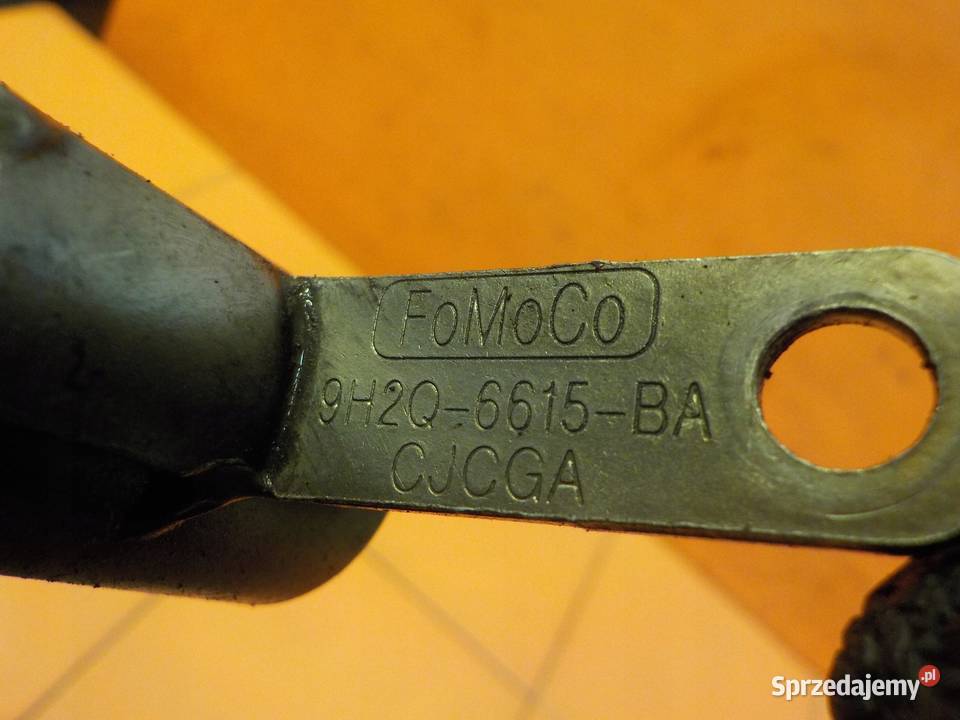 FoMoCo
9H2Q-6615-BA
CJCGA
Sprzedajemy.pl